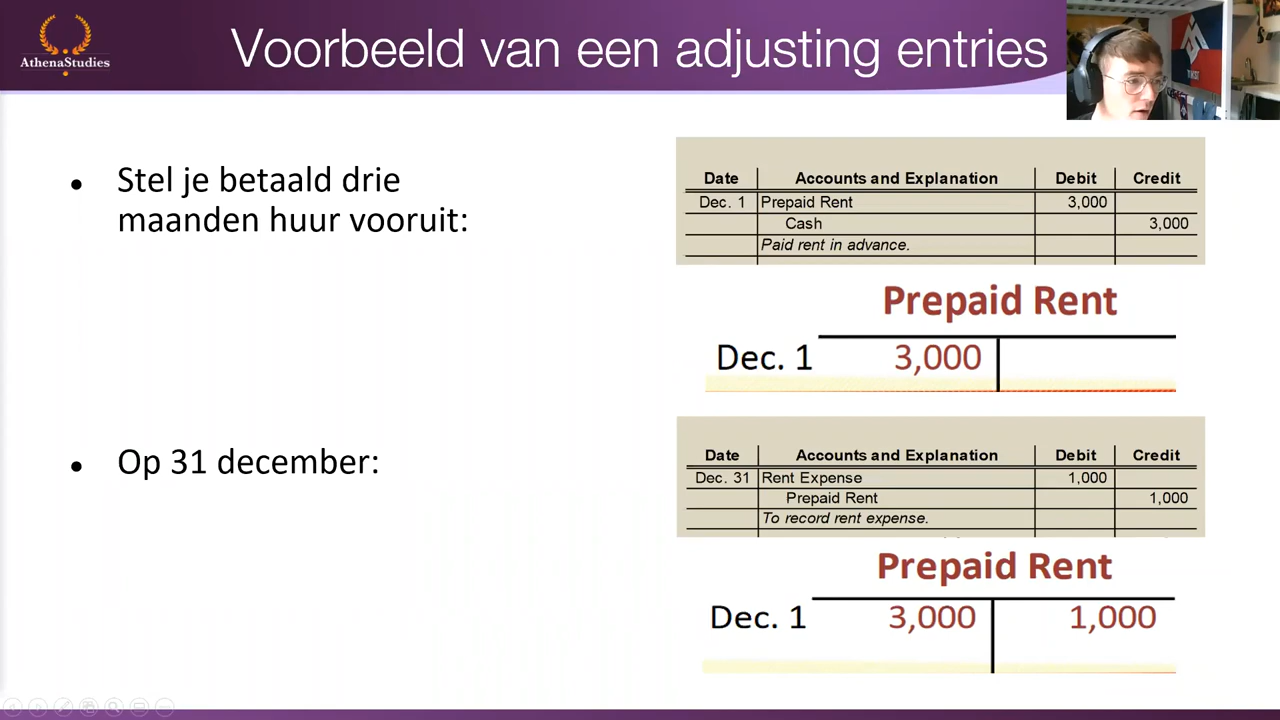 AthenaStudies
Voorbeeld van een adjusting entries
Stel je betaald drie
maanden huur vooruit:
Date Accounts and Explanation Debit Credit
Dec. 1 Prepaid Rent 3,000
Cash 3,000
Paid rent in advance.
Prepaid Rent
Dec. 1 3,000
Op 31 december:
Date Accounts and Explanation Debit Credit
Dec. 31 Rent Expense 1,000
Prepaid Rent 1,000
To record rent expense.
Prepaid Rent
Dec. 1 3,000 1,000